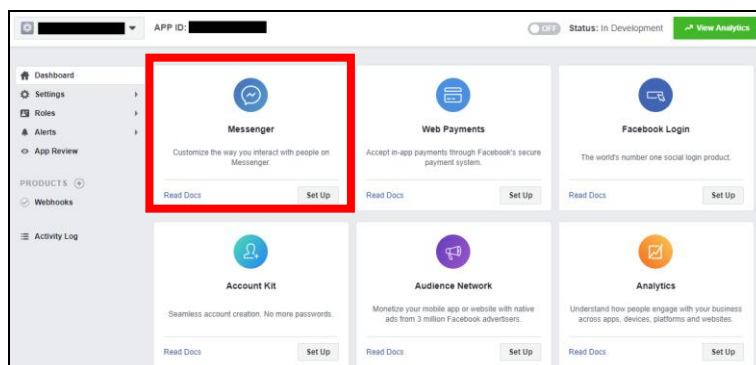 APP ID:
OFF
Status: In Development
View Analytics
Dashboard
Settings
Roles
Alerts
App Review
PRODUCTS
Webhooks
Activity Log
Messenger
Customize the way you interact with people on
Messenger.
Read Docs
Set Up
Web Payments
Accept in-app payments through Facebook's secure
payment system.
Read Docs
Set Up
Facebook Login
The world's number one social login product.
Read Docs
Set Up
Account Kit
Seamless account creation. No more passwords.
Read Docs
Set Up
Audience Network
Monetize your mobile app or website with native
ads from 3 million Facebook advertisers.
Read Docs
Set Up
Analytics
Understand how people engage with your business
across apps, devices, platforms and websites.
Read Docs
Set Up